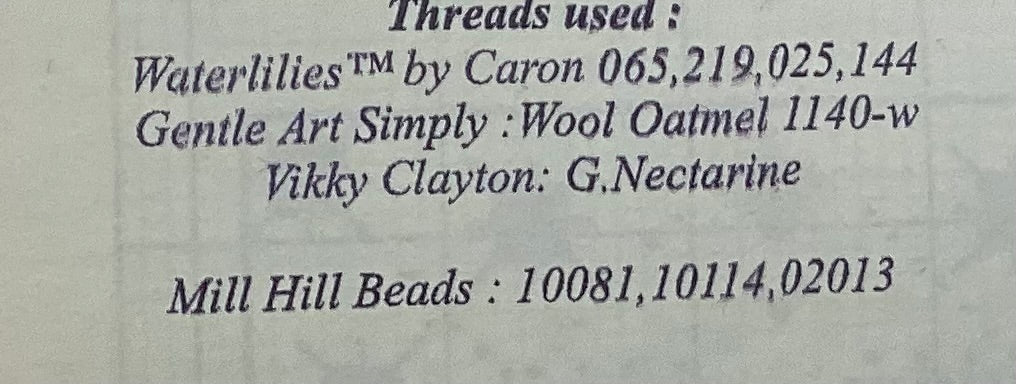 Threads used :
Waterlilies™ by Caron 065,219,025,144
Gentle Art Simply :Wool Oatmel 1140-w
Vikky Clayton: G.Nectarine
Mill Hill Beads : 10081,10114,02013